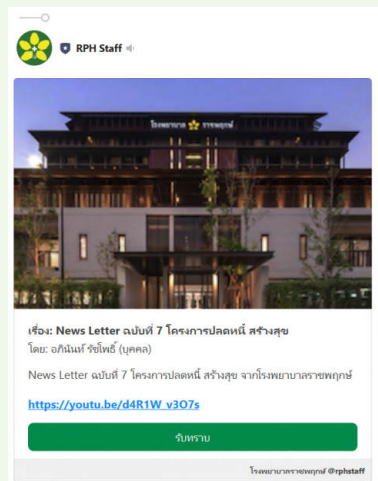 RPH Staff
โรงพยาบาล ราชพฤกษ์
เรื่อง: News Letter ฉบับที่ 7 โครงการปลดหนี้ สร้างสุข
โดย: อภินันท์ รัชโพธิ์ (บุคคล)
News Letter ฉบับที่ 7 โครงการปลดหนี้ สร้างสุข จากโรงพยาบาลราชพฤกษ์
https://youtu.be/d4R1W_v3O7s
รับทราบ
โรงพยาบาลราชพฤกษ์ @rphstaff